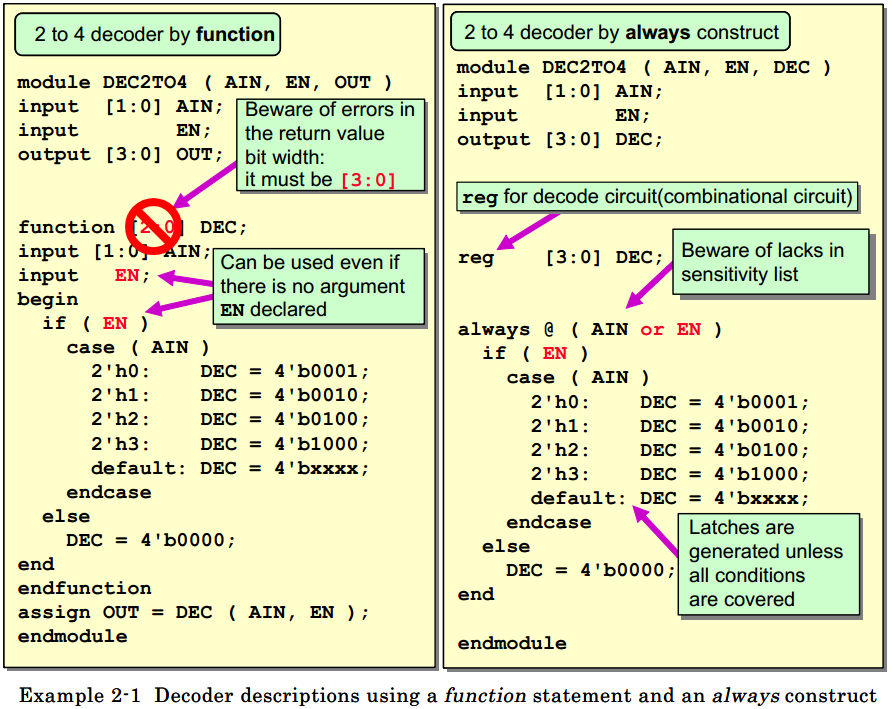 2 to 4 decoder by function
module DEC2TO4 ( AIN, EN, OUT )
input [1:0] AIN;
input EN;
output [3:0] OUT;
Beware of errors in
the return value
bit width:
it must be [3:0]
function [2:0] DEC;
input [1:0] AIN;
input EN;
Can be used even if
there is no argument
EN declared
begin
if ( EN )
case ( AIN )
2'h0: DEC = 4'b0001;
2'h1: DEC = 4'b0010;
2'h2: DEC = 4'b0100;
2'h3: DEC = 4'b1000;
default: DEC = 4'bxxxx;
endcase
else
DEC = 4'b0000;
end
endfunction
assign OUT = DEC ( AIN, EN );
endmodule
2 to 4 decoder by always construct
module DEC2TO4 ( AIN, EN, DEC )
input [1:0] AIN;
input EN;
output [3:0] DEC;
reg for decode circuit(combinational circuit)
reg [3:0] DEC;
Beware of lacks in
sensitivity list
always @ ( AIN or EN )
if ( EN )
case ( AIN )
2'h0: DEC = 4'b0001;
2'h1: DEC = 4'b0010;
2'h2: DEC = 4'b0100;
2'h3: DEC = 4'b1000;
default: DEC = 4'bxxxx;
endcase
else
DEC = 4'b0000;
end
Latches are
generated unless
all conditions
are covered
endmodule
Example 2-1 Decoder descriptions using a function statement and an always construct